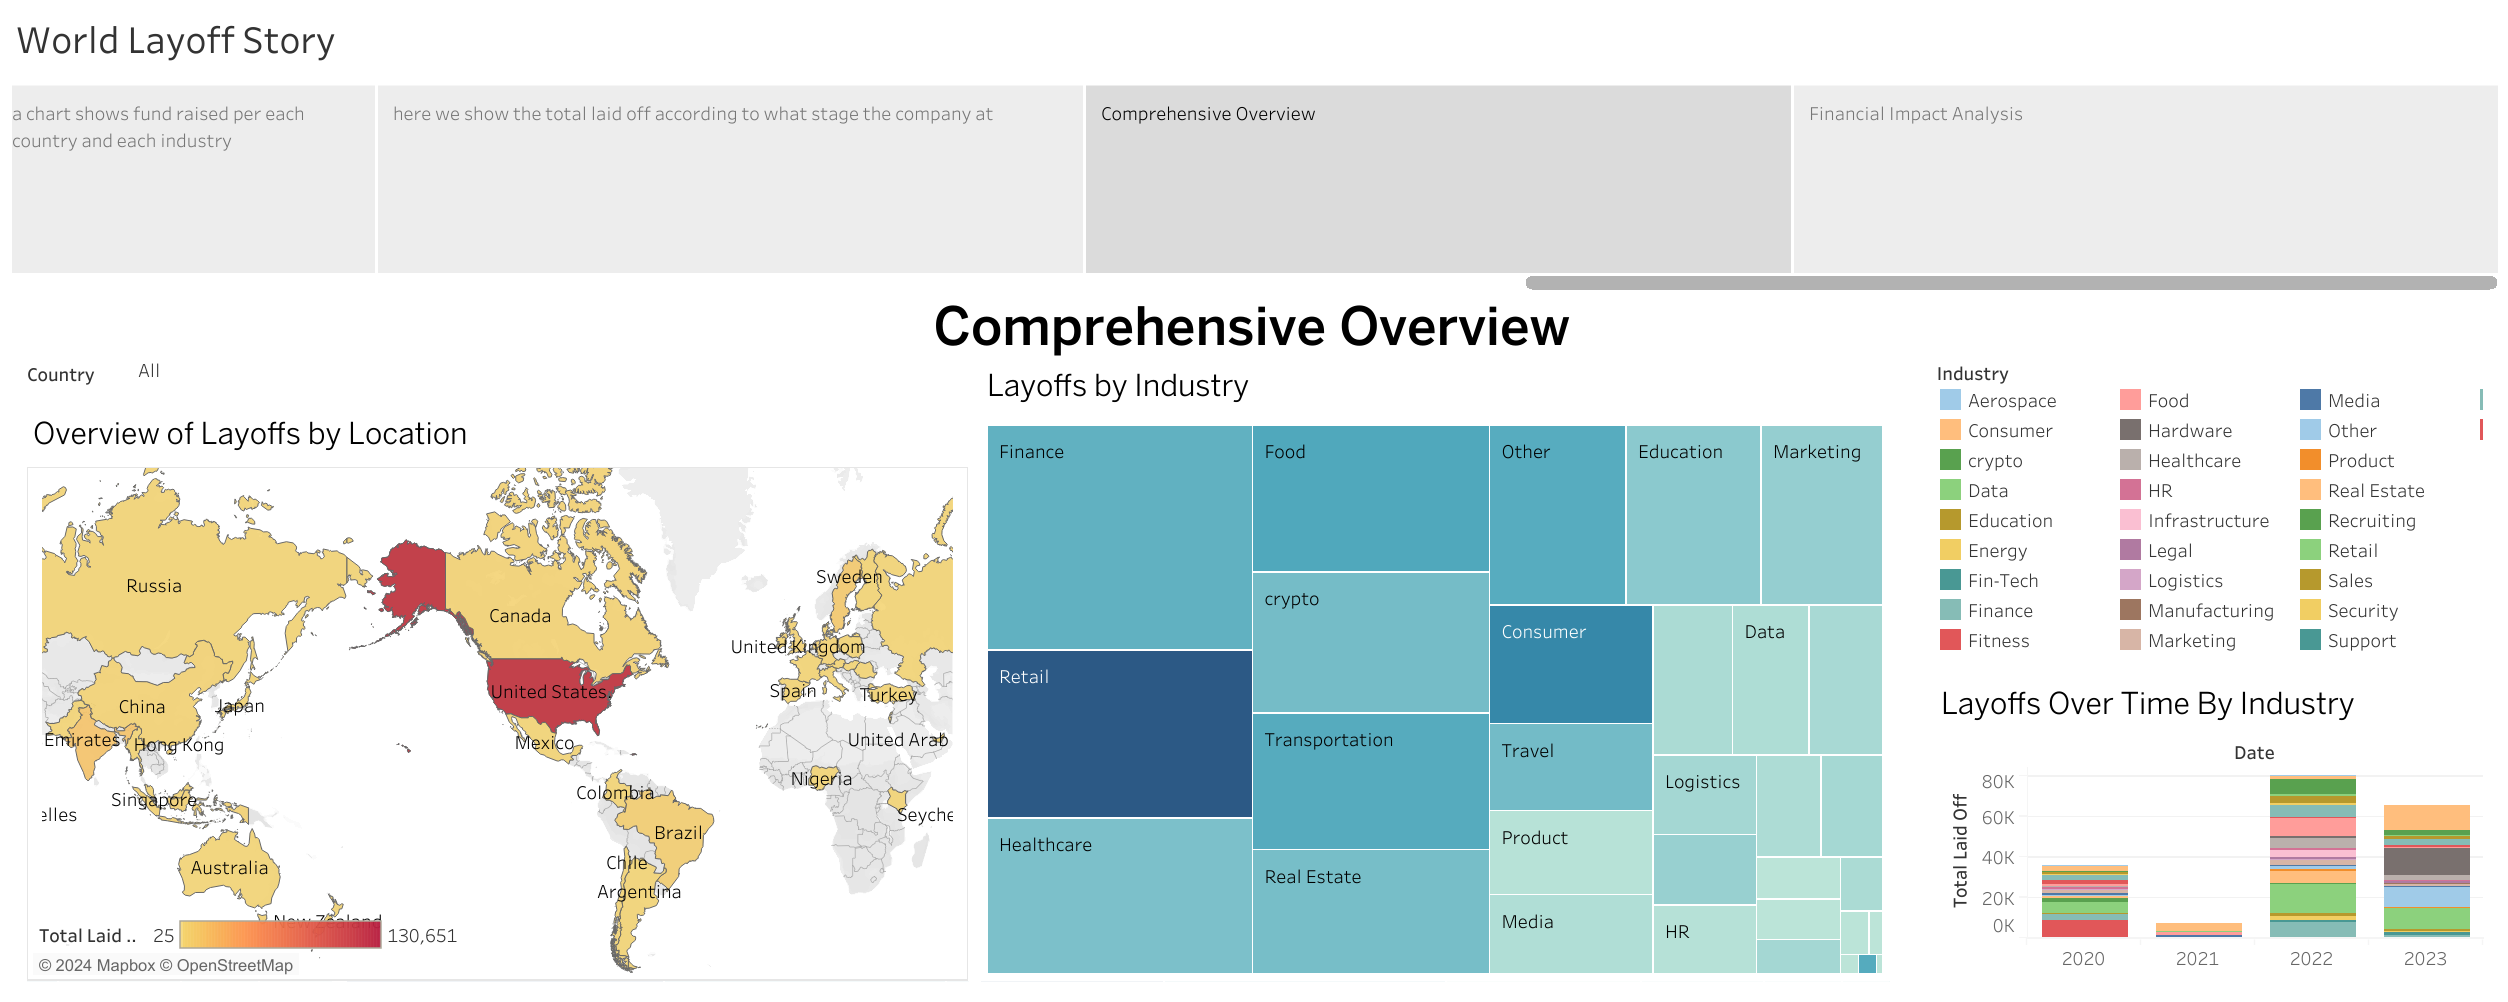 World Layoff Story
a chart shows fund raised per each
country and each industry
here we show the total laid off according to what stage the company at
Comprehensive Overview
Financial Impact Analysis
Comprehensive Overview
Country
All
Overview of Layoffs by Location
Russia
Canada
Sweden
United Kingdom
United States
China
Japan
Spain
Turkey
Emirates
Hong Kong
Mexico
United Arab
Nigeria
Singapore
Colombia
elles
Seyche
Brazil
Australia
Chile
Argentina
New Zealand
Total Laid ..
25
130,651
© 2024 Mapbox © OpenStreetMap
Layoffs by Industry
Finance
Food
Other
Education
Marketing
crypto
Consumer
Data
Retail
Transportation
Travel
Logistics
Healthcare
Product
Real Estate
Media
HR
Industry
Aerospace
Consumer
crypto
Data
Education
Energy
Fin-Tech
Finance
Fitness
Food
Hardware
Healthcare
HR
Infrastructure
Legal
Logistics
Manufacturing
Marketing
Media
Other
Product
Real Estate
Recruiting
Retail
Sales
Security
Support
Layoffs Over Time By Industry
Date
Total Laid Off
80K
60K
40K
20K
0K
2020
2021
2022
2023